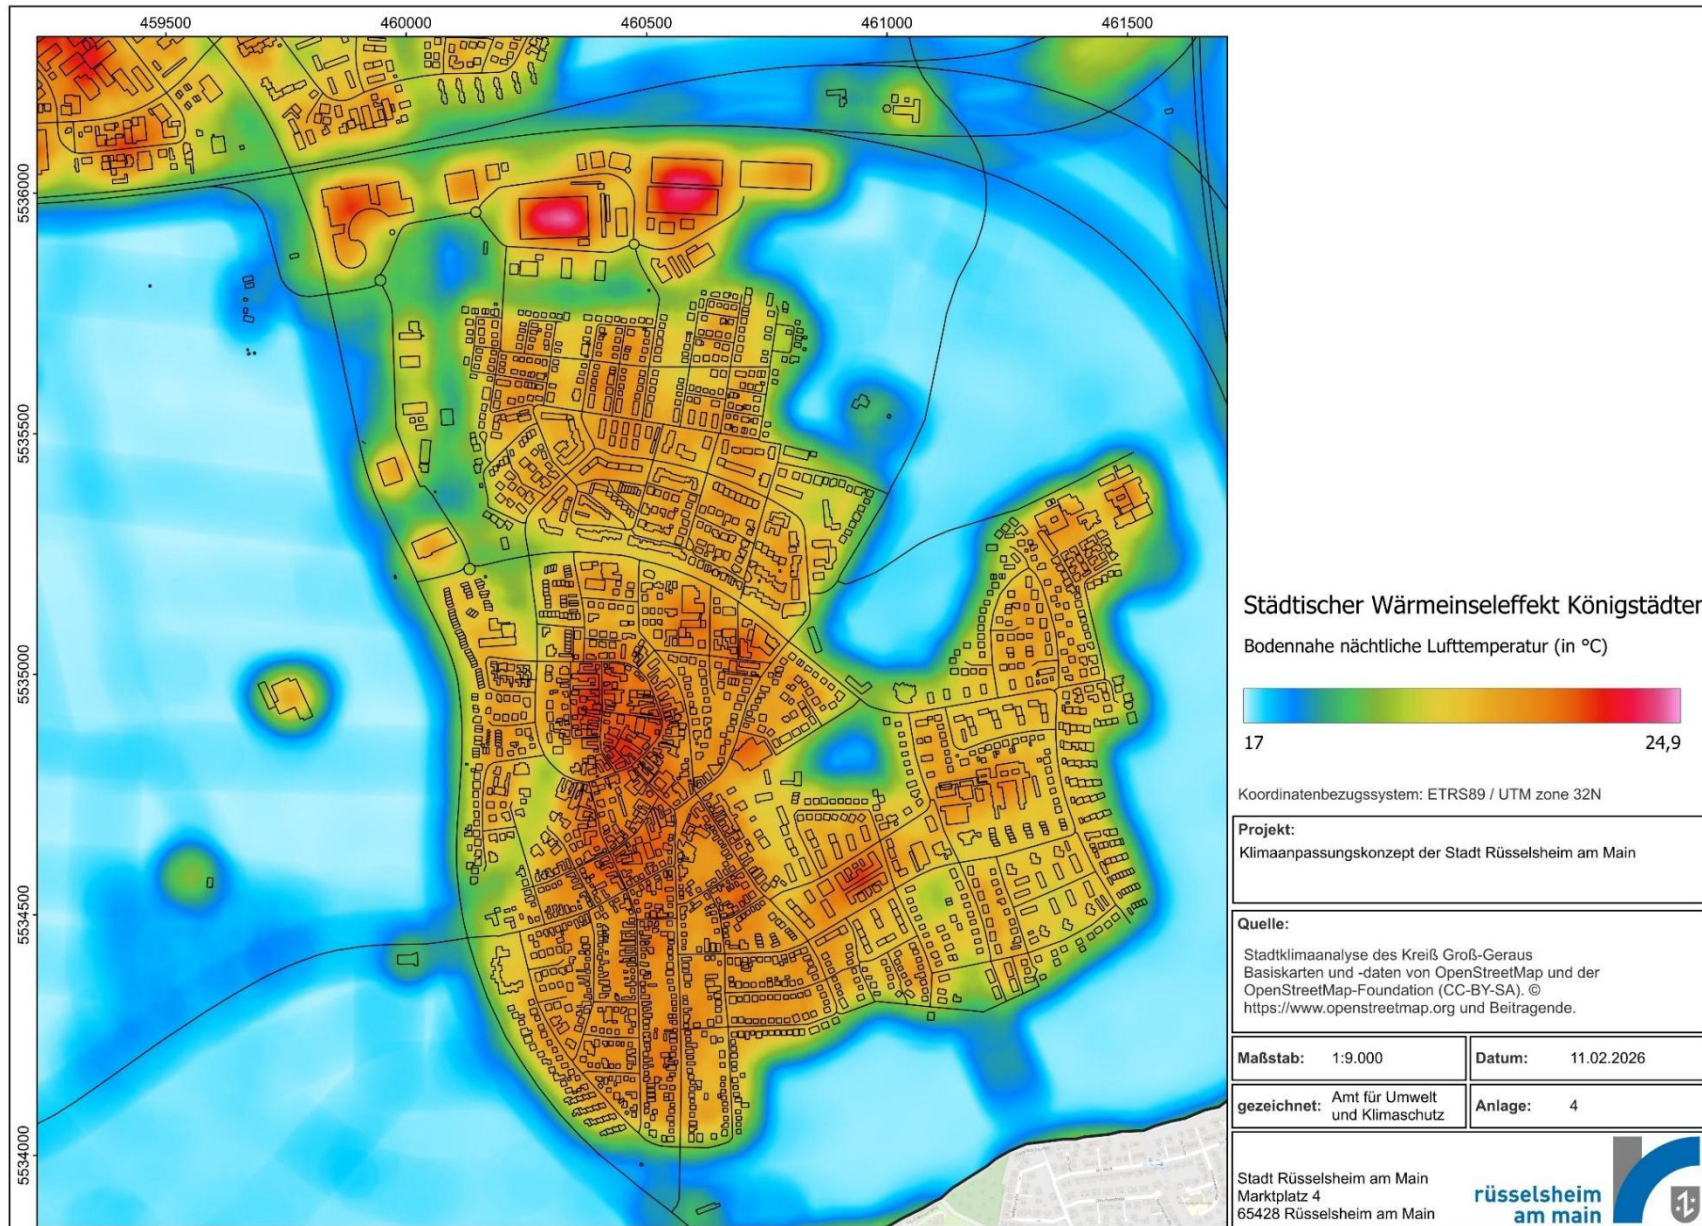 459500 460000 460500 461000 461500
5536000
5535500
5535000
5534500
5534000
Städtischer Wärmeinseleffekt Königstädten
Bodennahe nächtliche Lufttemperatur (in °C)
17 24,9
Koordinatenbezugssystem: ETRS89 / UTM zone 32N
Projekt:
Klimaanpassungskonzept der Stadt Rüsselsheim am Main
Quelle:
Stadtklimaanalyse des Kreiß Groß-Geraus
Basiskarten und -daten von OpenStreetMap und der
OpenStreetMap-Foundation (CC-BY-SA). ©
https://www.openstreetmap.org und Beitragende.
Maßstab: 1:9.000 Datum: 11.02.2026
gezeichnet: Amt für Umwelt
und Klimaschutz Anlage: 4
Stadt Rüsselsheim am Main
Marktplatz 4
65428 Rüsselsheim am Main
rüsselsheim
am main